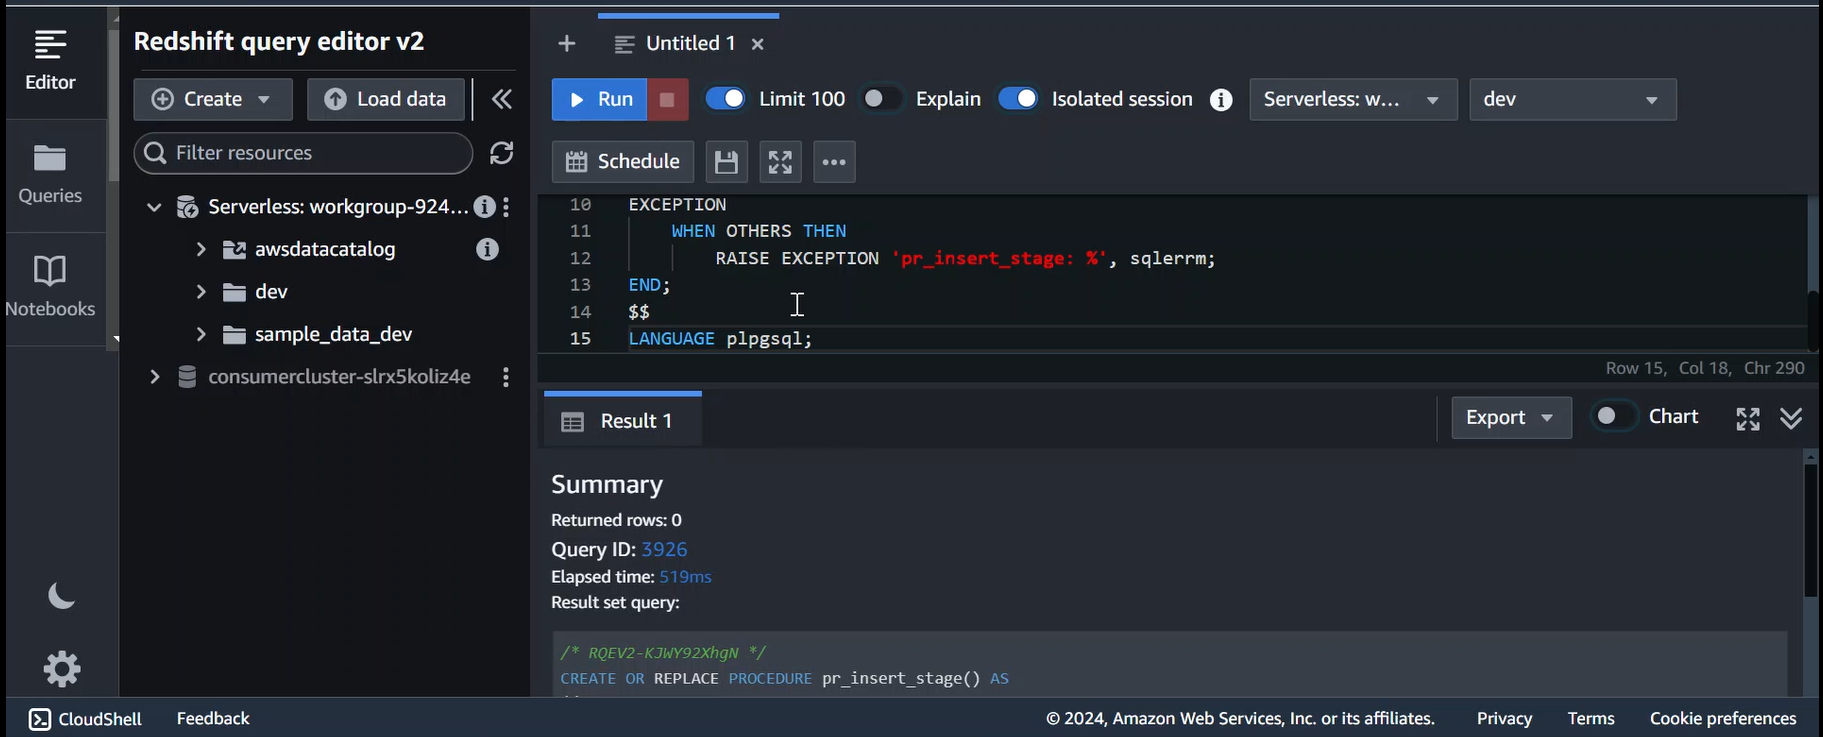 Editor
Queries
Notebooks
Redshift query editor v2
Create
Load data
Filter resources
Serverless: workgroup-924...
awsdatacatalog
dev
sample_data_dev
consumercluster-slrx5koliz4e
Untitled 1
Run
Limit 100
Explain
Isolated session
Serverless: w...
dev
Schedule
10 EXCEPTION
11 WHEN OTHERS THEN
12 RAISE EXCEPTION 'pr_insert_stage: %', sqlerrm;
13 END;
14 $$
15 LANGUAGE plpgsql;
Row 15, Col 18, Chr 290
Result 1
Export
Chart
Summary
Returned rows: 0
Query ID: 3926
Elapsed time: 519ms
Result set query:
/* RQEV2-KJWY92XhgN */
CREATE OR REPLACE PROCEDURE pr_insert_stage() AS
CloudShell Feedback © 2024, Amazon Web Services, Inc. or its affiliates. Privacy Terms Cookie preferences